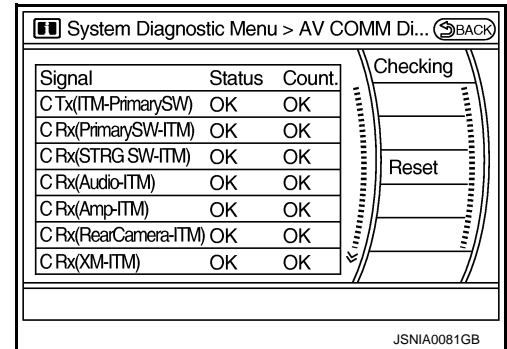 System Diagnostic Menu > AV COMM Di... BACK
Signal Status Count.
C Tx(ITM-PrimarySW) OK OK
C Rx(PrimarySW-ITM) OK OK
C Rx(STRG SW-ITM) OK OK
C Rx(Audio-ITM) OK OK
C Rx(Amp-ITM) OK OK
C Rx(RearCamera-ITM) OK OK
C Rx(XM-ITM) OK OK
Checking
Reset
JSNIA0081GB